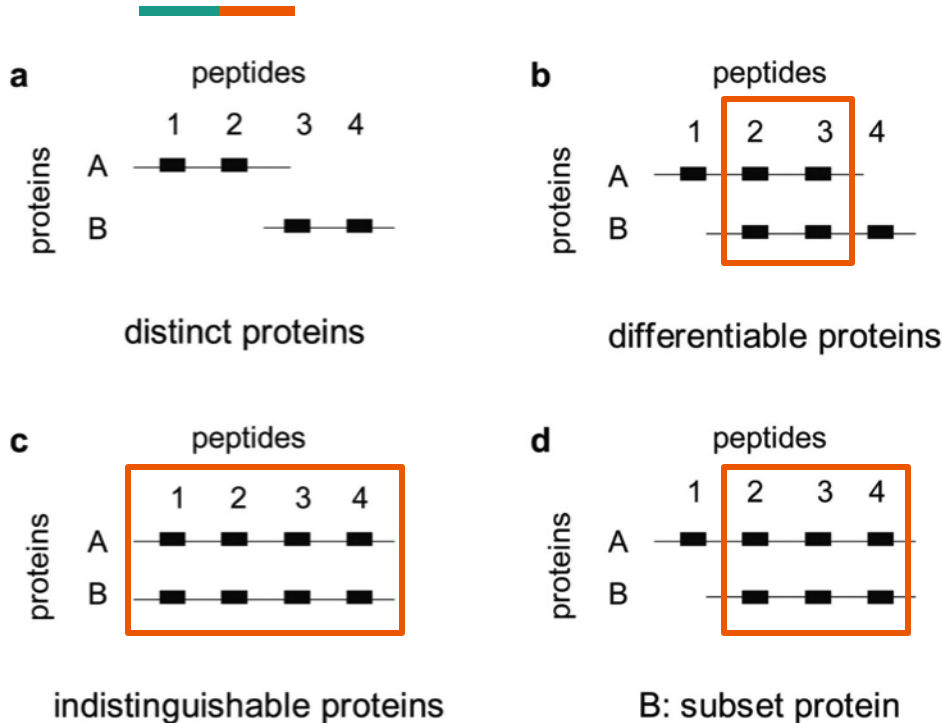 a
peptides
1 2 3 4
proteins
A
B
distinct proteins
b
peptides
1 2 3 4
proteins
A
B
differentiable proteins
c
peptides
1 2 3 4
proteins
A
B
indistinguishable proteins
d
peptides
1 2 3 4
proteins
A
B
B: subset protein